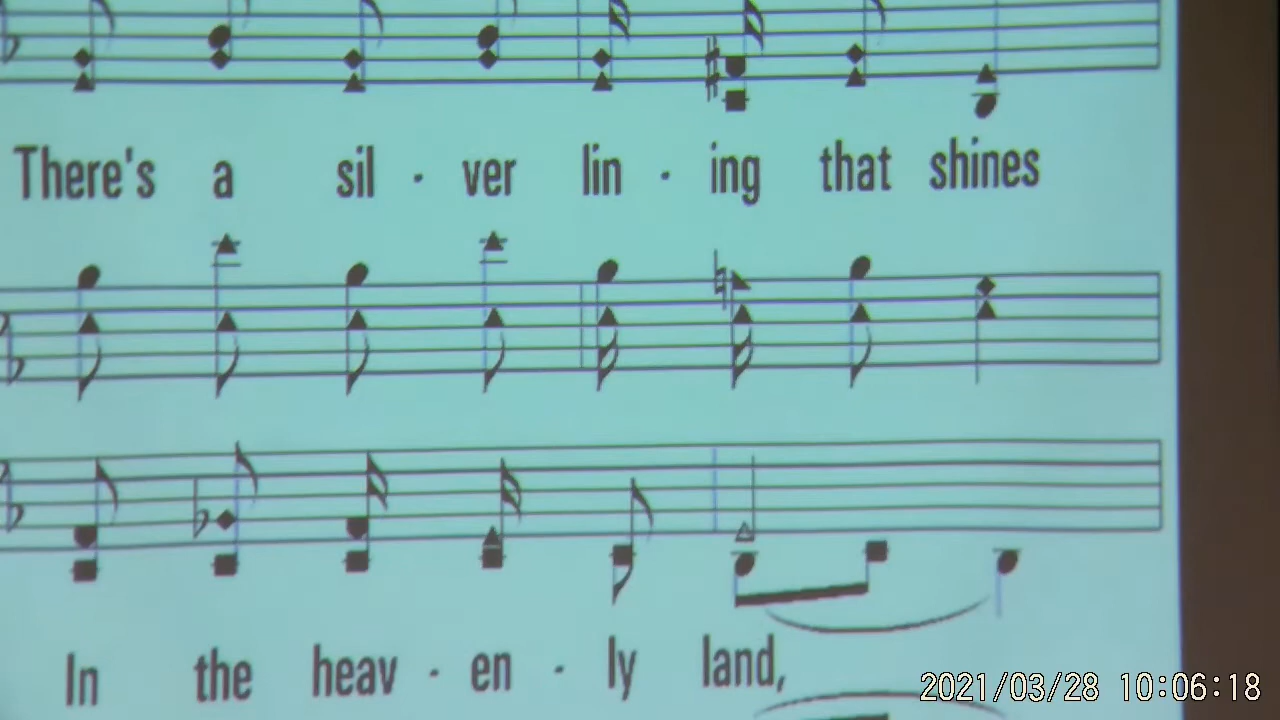 There's a sil - ver lin - ing that shines
In the heav - en - ly land,
2021/03/28 10:06:18